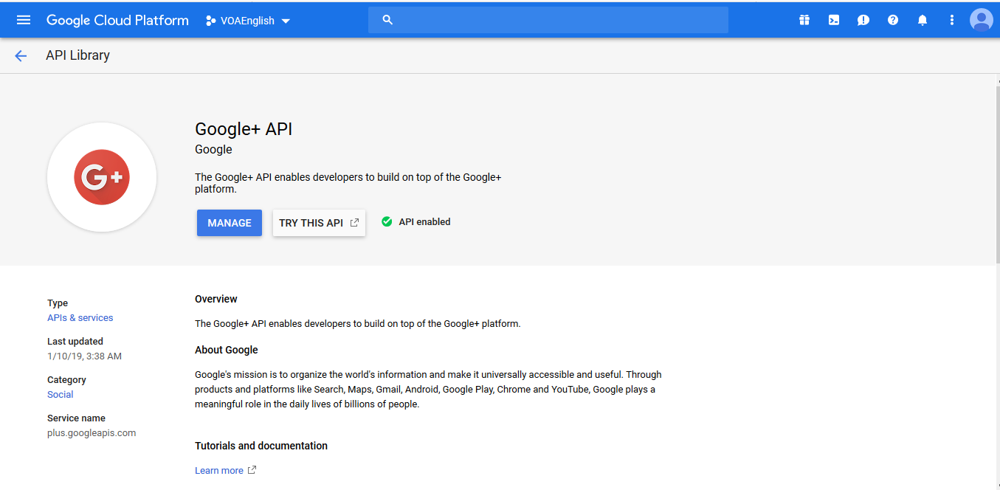 Google Cloud Platform
VOAEnglish
API Library
G+
Google+ API
Google
The Google+ API enables developers to build on top of the Google+
platform.
MANAGE
TRY THIS API
API enabled
Type
APIs & services
Last updated
1/10/19, 3:38 AM
Category
Social
Service name
plus.googleapis.com
Overview
The Google+ API enables developers to build on top of the Google+ platform.
About Google
Google's mission is to organize the world's information and make it universally accessible and useful. Through
products and platforms like Search, Maps, Gmail, Android, Google Play, Chrome and YouTube, Google plays a
meaningful role in the daily lives of billions of people.
Tutorials and documentation
Learn more